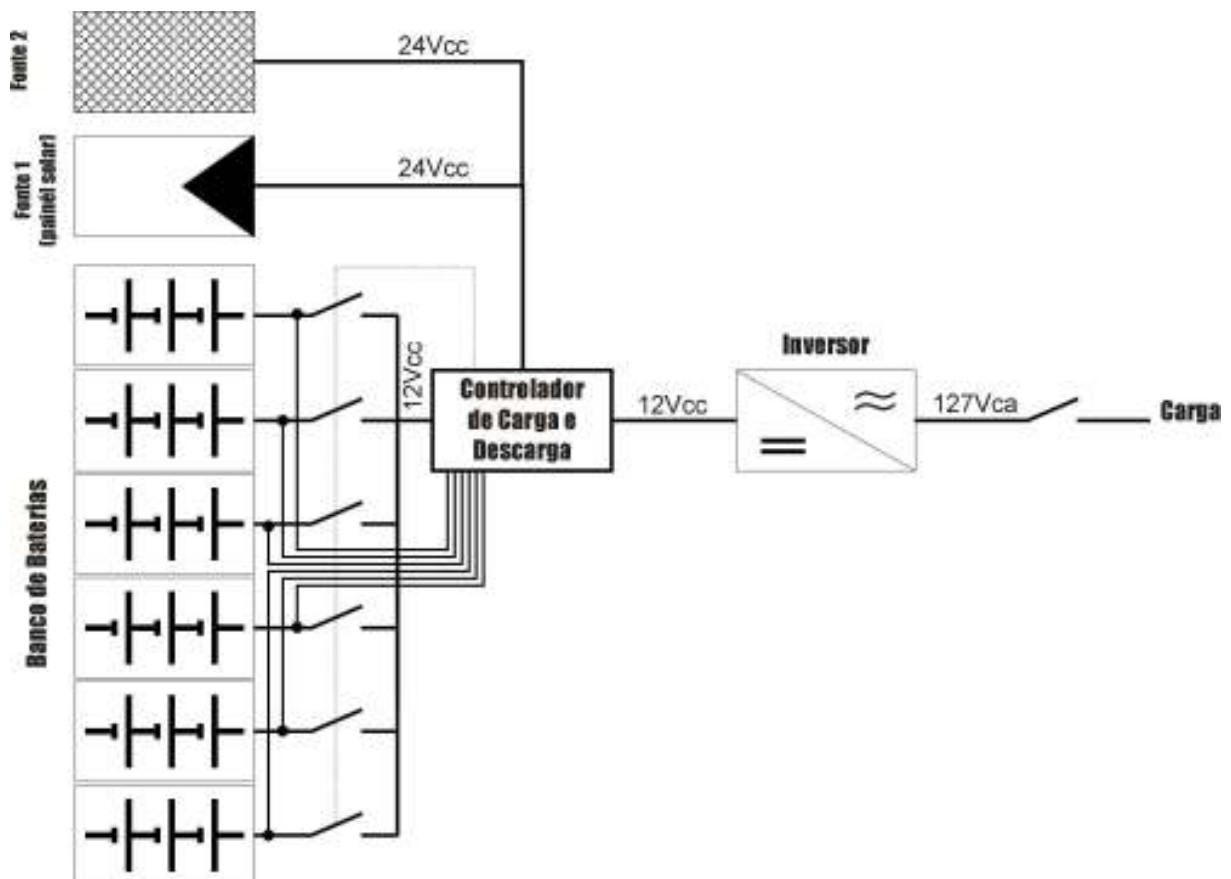 Fonte 2
24Vcc
Fonte 1
(painél solar)
24Vcc
Banco de Baterias
12Vcc
Controlador
de Carga e
Descarga
12Vcc
Inversor
127Vca
Carga